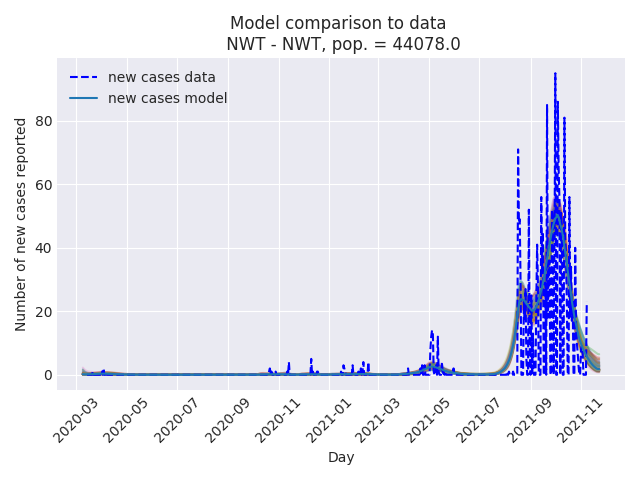 Model comparison to data
NWT - NWT, pop. = 44078.0
new cases data
new cases model
Number of new cases reported
80
60
40
20
0
2020-03
2020-05
2020-07
2020-09
2020-11
2021-01
2021-03
2021-05
2021-07
2021-09
2021-11
Day